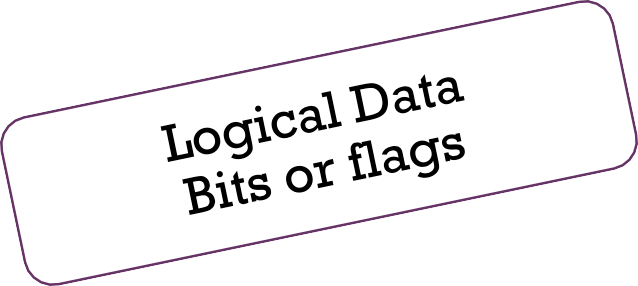 Logical Data
Bits or flags